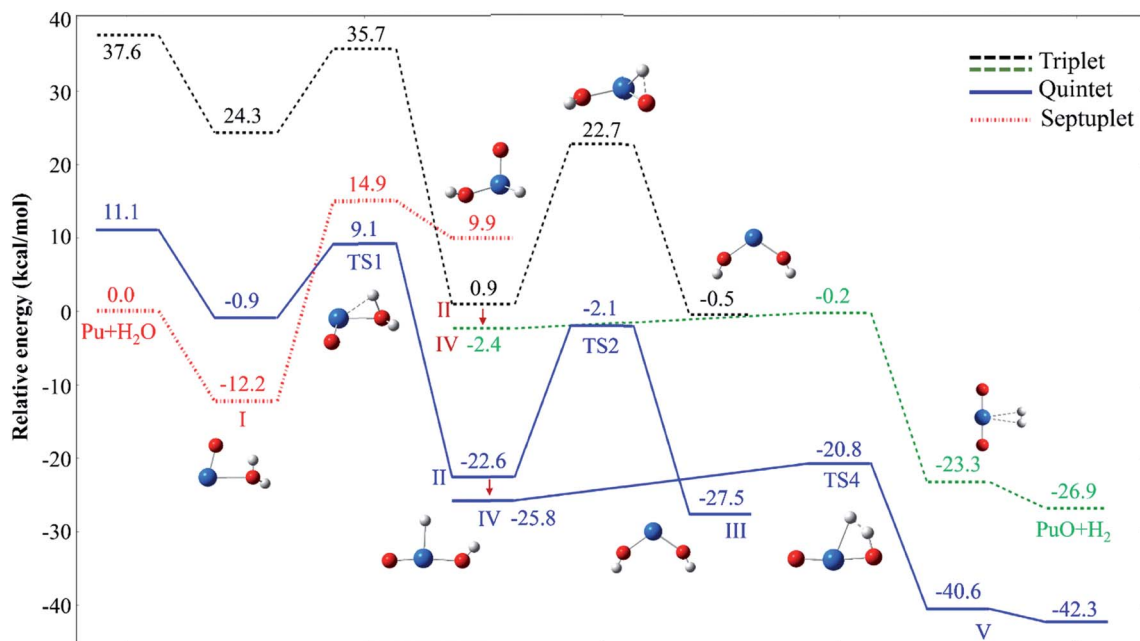 40
30
20
10
0
-10
-20
-30
-40
Relative energy (kcal/mol)
Triplet
Quintet
Septuplet
37.6
24.3
35.7
22.7
14.9
9.9
11.1
9.1
TS1
-0.9
0.0
Pu+H₂O
-12.2
I
0.9
II
IV
-2.4
-2.1
TS2
-0.5
-0.2
-22.6
II
IV -25.8
-27.5
III
-20.8
TS4
-23.3
-26.9
PuO+H₂
-40.6
V
-42.3